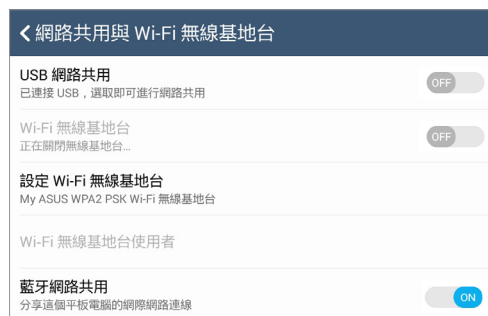 網路共用與 Wi-Fi 無線基地台
USB 網路共用
OFF
已連接 USB，選取即可進行網路共用
Wi-Fi 無線基地台
OFF
正在關閉無線基地台...
設定 Wi-Fi 無線基地台
My ASUS WPA2 PSK Wi-Fi 無線基地台
Wi-Fi 無線基地台使用者
藍牙網路共用
ON
分享這個平板電腦的網際網路連線